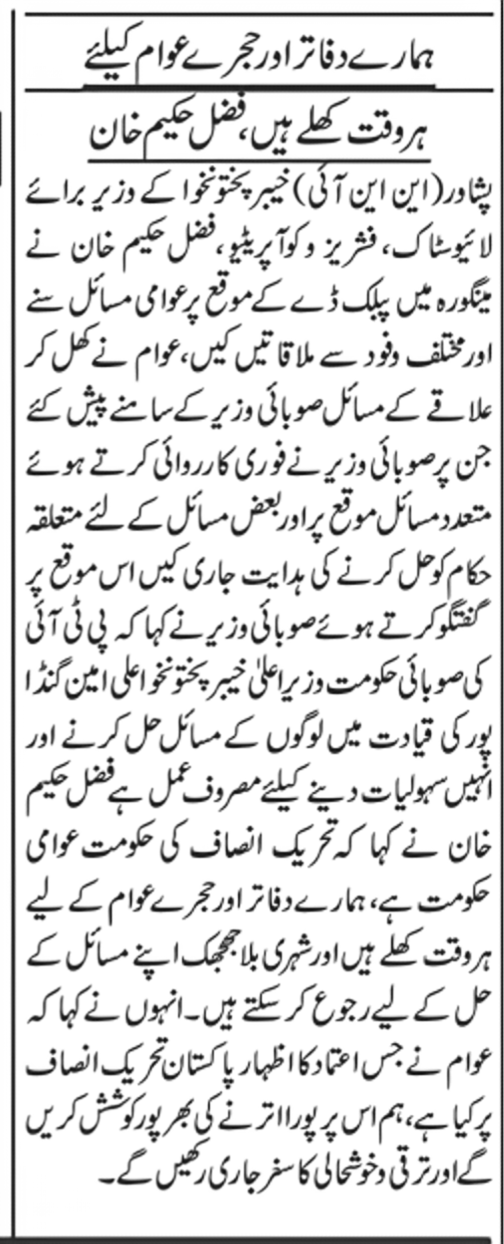 ہمارے دفاتر اور حجرے عوام کیلئے
ہر وقت کھلے ہیں، فضل حکیم خان
پشاور (این این آئی) خیبر پختونخوا کے وزیر برائے
لائیو سٹاک، فشریز و کوآپریٹیو، فضل حکیم خان نے
مینگورہ میں پبلک ڈے کے موقع پر عوامی مسائل سنے
اور مختلف وفود سے ملاقاتیں کیں، عوام نے کھل کر
علاقے کے مسائل صوبائی وزیر کے سامنے پیش کئے
جن پر صوبائی وزیر نے فوری کارروائی کرتے ہوئے
متعدد مسائل موقع پر اور بعض مسائل کے لئے متعلقہ
حکام کو حل کرنے کی ہدایت جاری کیں اس موقع پر
گفتگو کرتے ہوئے صوبائی وزیر نے کہا کہ پی ٹی آئی
کی صوبائی حکومت وزیر اعلیٰ خیبر پختونخوا علی امین گنڈا
پور کی قیادت میں لوگوں کے مسائل حل کرنے اور
انہیں سہولیات دینے کیلئے مصروف عمل ہے فضل حکیم
خان نے کہا کہ تحریک انصاف کی حکومت عوامی
حکومت ہے، ہمارے دفاتر اور حجرے عوام کے لیے
ہر وقت کھلے ہیں اور شہری بلا جھجھک اپنے مسائل کے
حل کے لیے رجوع کر سکتے ہیں۔ انہوں نے کہا کہ
عوام نے جس اعتماد کا اظہار پاکستان تحریک انصاف
پر کیا ہے، ہم اس پر پورا اترنے کی بھر پور کوشش کریں
گے اور ترقی و خوشحالی کا سفر جاری رکھیں گے۔